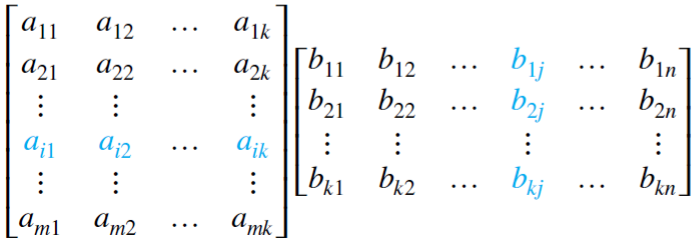 a₁₁ a₁₂ … a₁ₖ
a₂₁ a₂₂ … a₂ₖ
⋮ ⋮ ⋮
aᵢ₁ aᵢ₂ … aᵢₖ
⋮ ⋮ ⋮
aₘ₁ aₘ₂ … aₘₖ
b₁₁ b₁₂ … b₁ⱼ … b₁ₙ
b₂₁ b₂₂ … b₂ⱼ … b₂ₙ
⋮ ⋮ ⋮ ⋮
bₖ₁ bₖ₂ … bₖⱼ … bₖₙ